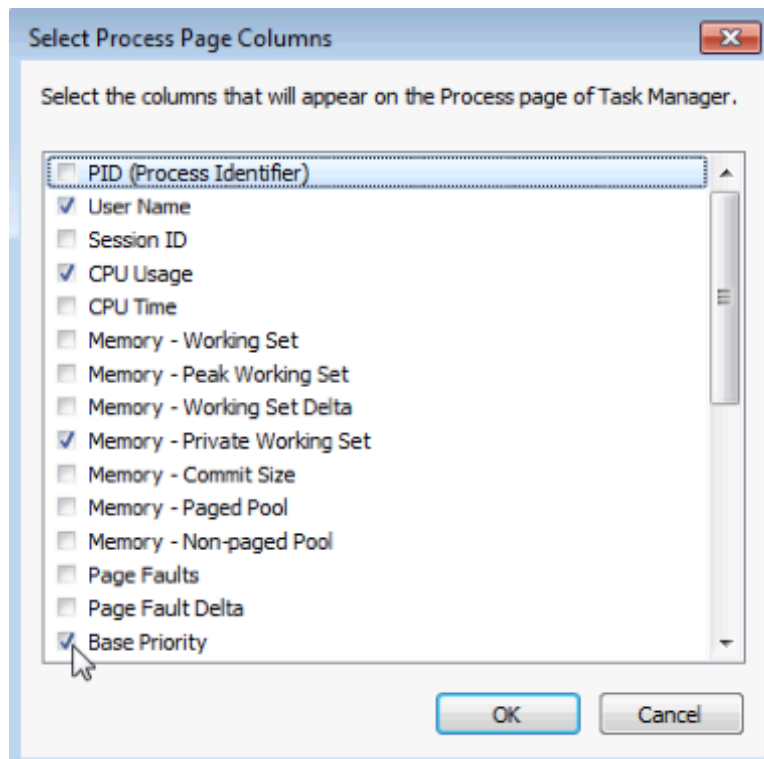 Select Process Page Columns
Select the columns that will appear on the Process page of Task Manager.
PID (Process Identifier)
User Name
Session ID
CPU Usage
CPU Time
Memory - Working Set
Memory - Peak Working Set
Memory - Working Set Delta
Memory - Private Working Set
Memory - Commit Size
Memory - Paged Pool
Memory - Non-paged Pool
Page Faults
Page Fault Delta
Base Priority
OK Cancel